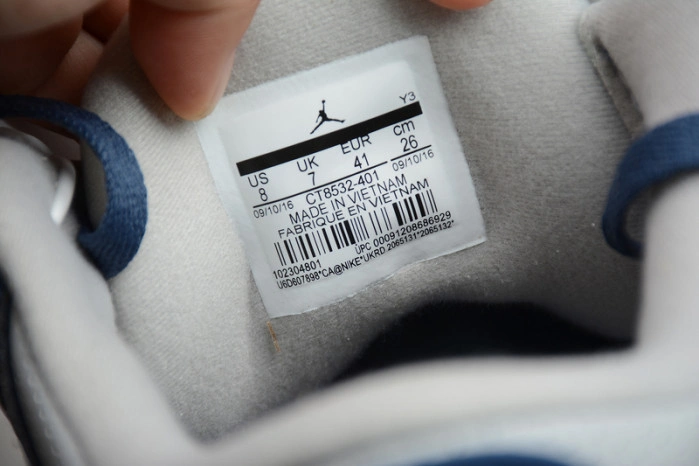 Y3
US UK EUR cm
8 7 41 26
09/10/16 CT8532-401 09/10/16
MADE IN VIETNAM
FABRIQUE EN VIETNAM
102304801 UPC 00091208686929
U6D607898*CA@NIKE*UKRD.2065131*2065132*